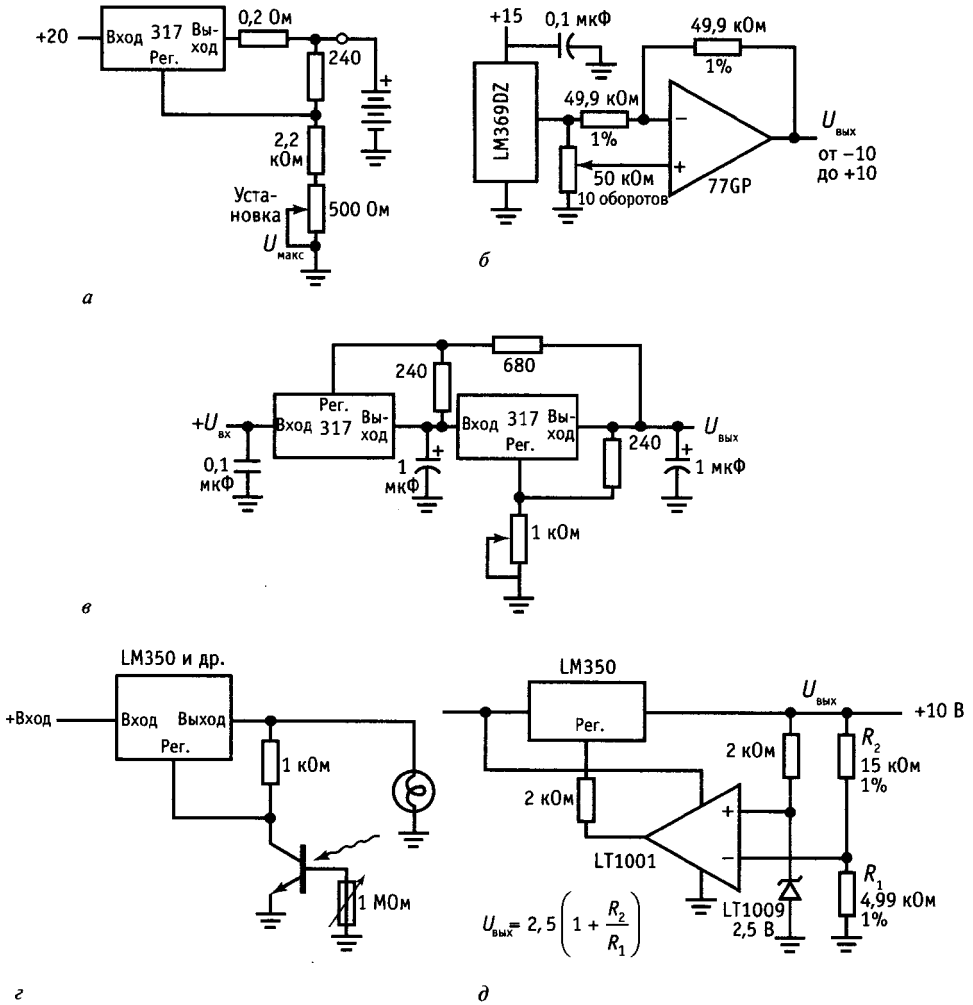 +20
Вход 317 Вы-
ход
Рег.
0,2 Ом
240
+
2,2
кОм
Уста-
новка
500 Ом
U макс
а
+15
0,1 мкФ
LM369DZ
49,9 кОм
1%
49,9 кОм
1%
−
+
50 кОм
10 оборотов
77GP
U вых
от −10
до +10
б
680
240
+U вх
Рег.
Вход 317 Вы-
ход
0,1
мкФ
+
1
мкФ
Вход 317 Вы-
ход
Рег.
240
U вых
+
1 мкФ
1 кОм
в
LM350 и др.
+Вход
Вход Выход
Рег.
1 кОм
1 МОм
г
LM350
Рег.
U вых
+10 В
2 кОм
R2
15 кОм
1%
2 кОм
+
−
LT1001
LT1009
2,5 В
R1
4,99 кОм
1%
Uвых = 2,5 (1 + R2/R1)
д